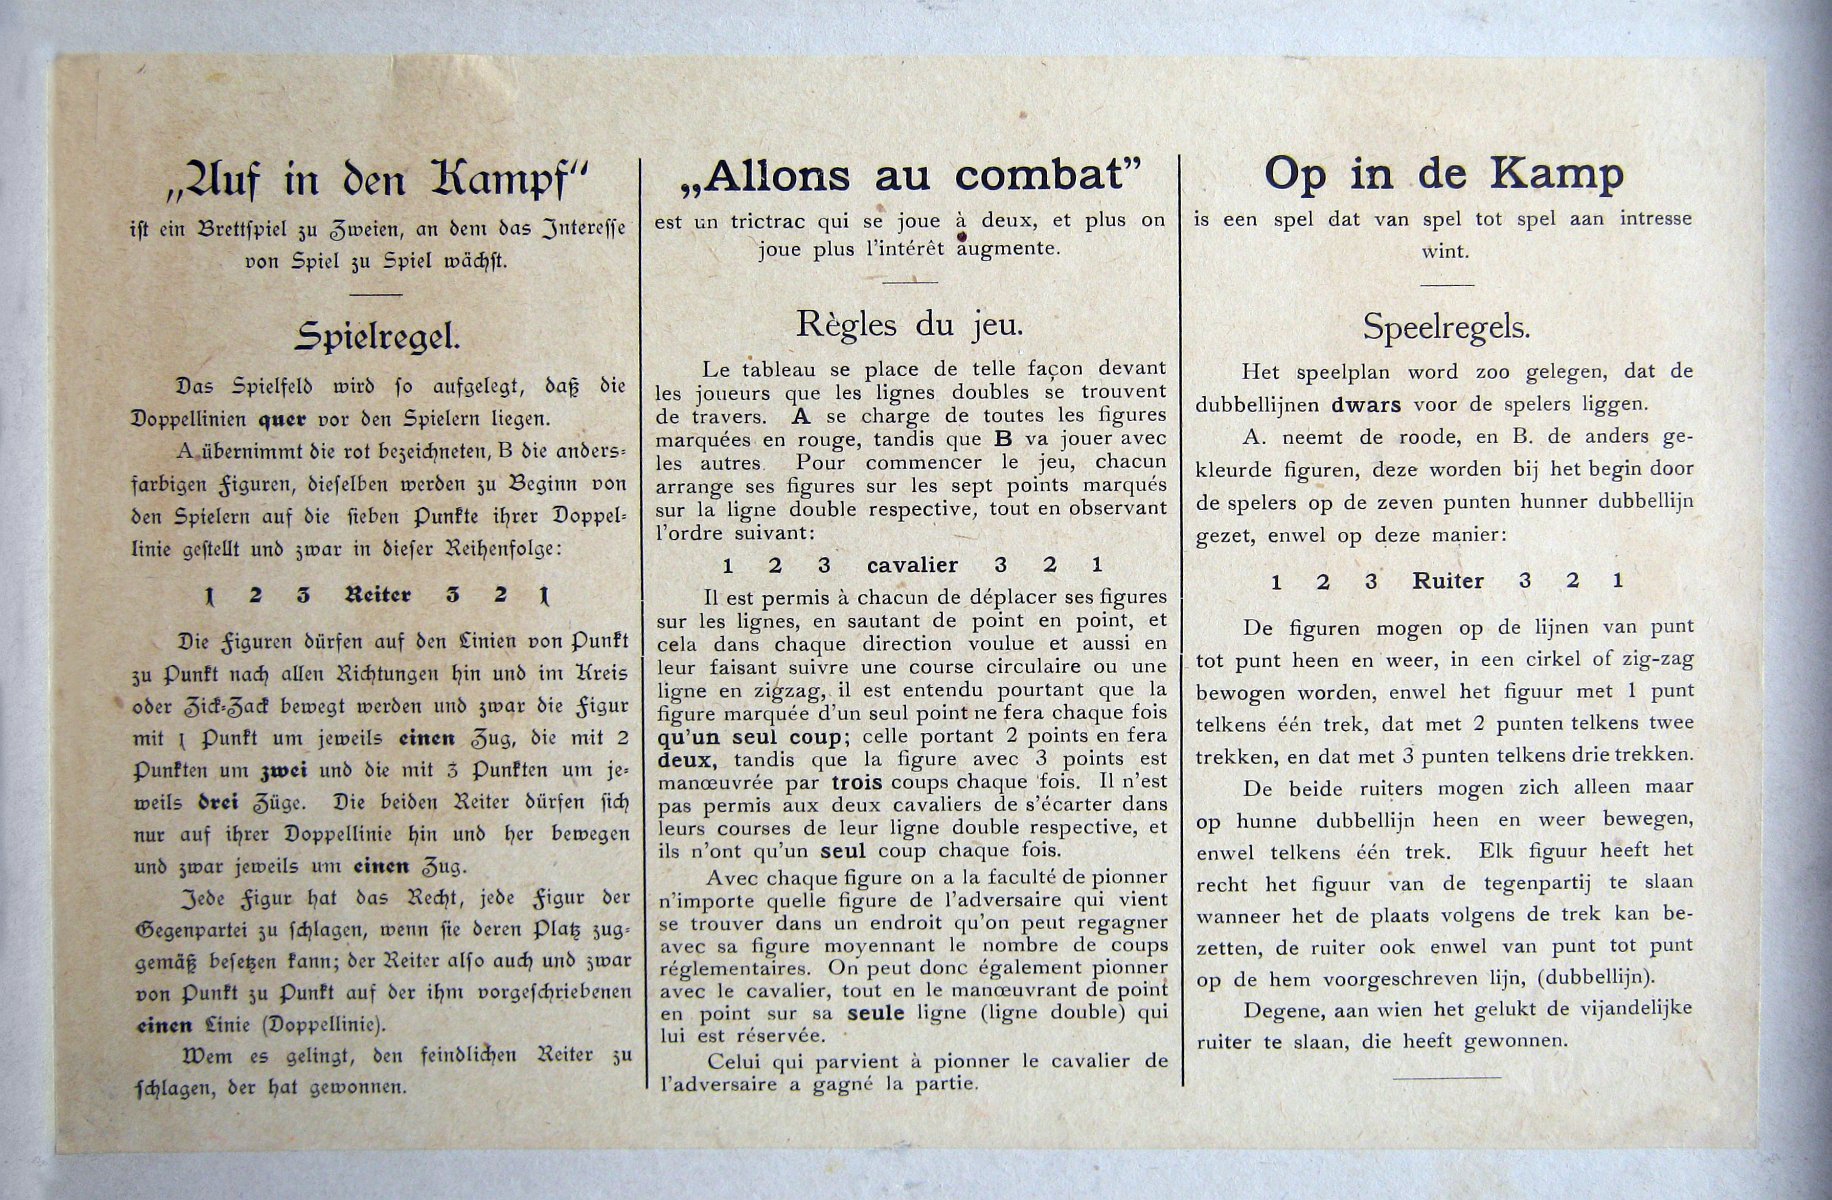 „Auf in den Kampf“
ist ein Brettspiel zu Zweien, an dem das Interesse
von Spiel zu Spiel wächst.
Spielregel.
Das Spielfeld wird so aufgelegt, daß die
Doppellinien quer vor den Spielern liegen.
A übernimmt die rot bezeichneten, B die anders-
farbigen Figuren, dieselben werden zu Beginn von
den Spielern auf die sieben Punkte ihrer Doppel-
linie gestellt und zwar in dieser Reihenfolge:
1 2 3 Reiter 3 2 1
Die Figuren dürfen auf den Linien von Punkt
zu Punkt nach allen Richtungen hin und im Kreis
oder Zick-Zack bewegt werden und zwar die Figur
mit 1 Punkt um jeweils einen Zug, die mit 2
Punkten um zwei und die mit 3 Punkten um je-
weils drei Züge. Die beiden Reiter dürfen sich
nur auf ihrer Doppellinie hin und her bewegen
und zwar jeweils um einen Zug.
Jede Figur hat das Recht, jede Figur der
Gegenpartei zu schlagen, wenn sie deren Platz zug-
gemäß besetzen kann; der Reiter also auch und zwar
von Punkt zu Punkt auf der ihm vorgeschriebenen
einen Linie (Doppellinie).
Wem es gelingt, den feindlichen Reiter zu
schlagen, der hat gewonnen.
„Allons au combat”
est un trictrac qui se joue à deux, et plus on
joue plus l'intérêt augmente.
Règles du jeu.
Le tableau se place de telle façon devant
les joueurs que les lignes doubles se trouvent
de travers. A se charge de toutes les figures
marquées en rouge, tandis que B va jouer avec
les autres. Pour commencer le jeu, chacun
arrange ses figures sur les sept points marqués
sur la ligne double respective, tout en observant
l'ordre suivant:
1 2 3 cavalier 3 2 1
Il est permis à chacun de déplacer ses figures
sur les lignes, en sautant de point en point, et
cela dans chaque direction voulue et aussi en
leur faisant suivre une course circulaire ou une
ligne en zigzag, il est entendu pourtant que la
figure marquée d'un seul point ne fera chaque fois
qu'un seul coup; celle portant 2 points en fera
deux, tandis que la figure avec 3 points est
manœuvrée par trois coups chaque fois. Il n'est
pas permis aux deux cavaliers de s'écarter dans
leurs courses de leur ligne double respective, et
ils n'ont qu'un seul coup chaque fois.
Avec chaque figure on a la faculté de pionner
n'importe quelle figure de l'adversaire qui vient
se trouver dans un endroit qu'on peut regagner
avec sa figure moyennant le nombre de coups
réglementaires. On peut donc également pionner
avec le cavalier, tout en le manœuvrant de point
en point sur sa seule ligne (ligne double) qui
lui est réservée.
Celui qui parvient à pionner le cavalier de
l'adversaire a gagné la partie.
Op in de Kamp
is een spel dat van spel tot spel aan intresse
wint.
Speelregels.
Het speelplan word zoo gelegen, dat de
dubbellijnen dwars voor de spelers liggen.
A. neemt de roode, en B. de anders ge-
kleurde figuren, deze worden bij het begin door
de spelers op de zeven punten hunner dubbellijn
gezet, enwel op deze manier:
1 2 3 Ruiter 3 2 1
De figuren mogen op de lijnen van punt
tot punt heen en weer, in een cirkel of zig-zag
bewogen worden, enwel het figuur met 1 punt
telkens één trek, dat met 2 punten telkens twee
trekken, en dat met 3 punten telkens drie trekken.
De beide ruiters mogen zich alleen maar
op hunne dubbellijn heen en weer bewegen,
enwel telkens één trek. Elk figuur heeft het
recht het figuur van de tegenpartij te slaan
wanneer het de plaats volgens de trek kan be-
zetten, de ruiter ook enwel van punt tot punt
op de hem voorgeschreven lijn, (dubbellijn).
Degene, aan wien het gelukt de vijandelijke
ruiter te slaan, die heeft gewonnen.